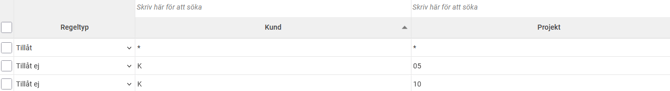 Skriv här för att söka Skriv här för att söka
Regeltyp Kund Projekt
Tillåt * *
Tillåt ej K 05
Tillåt ej K 10